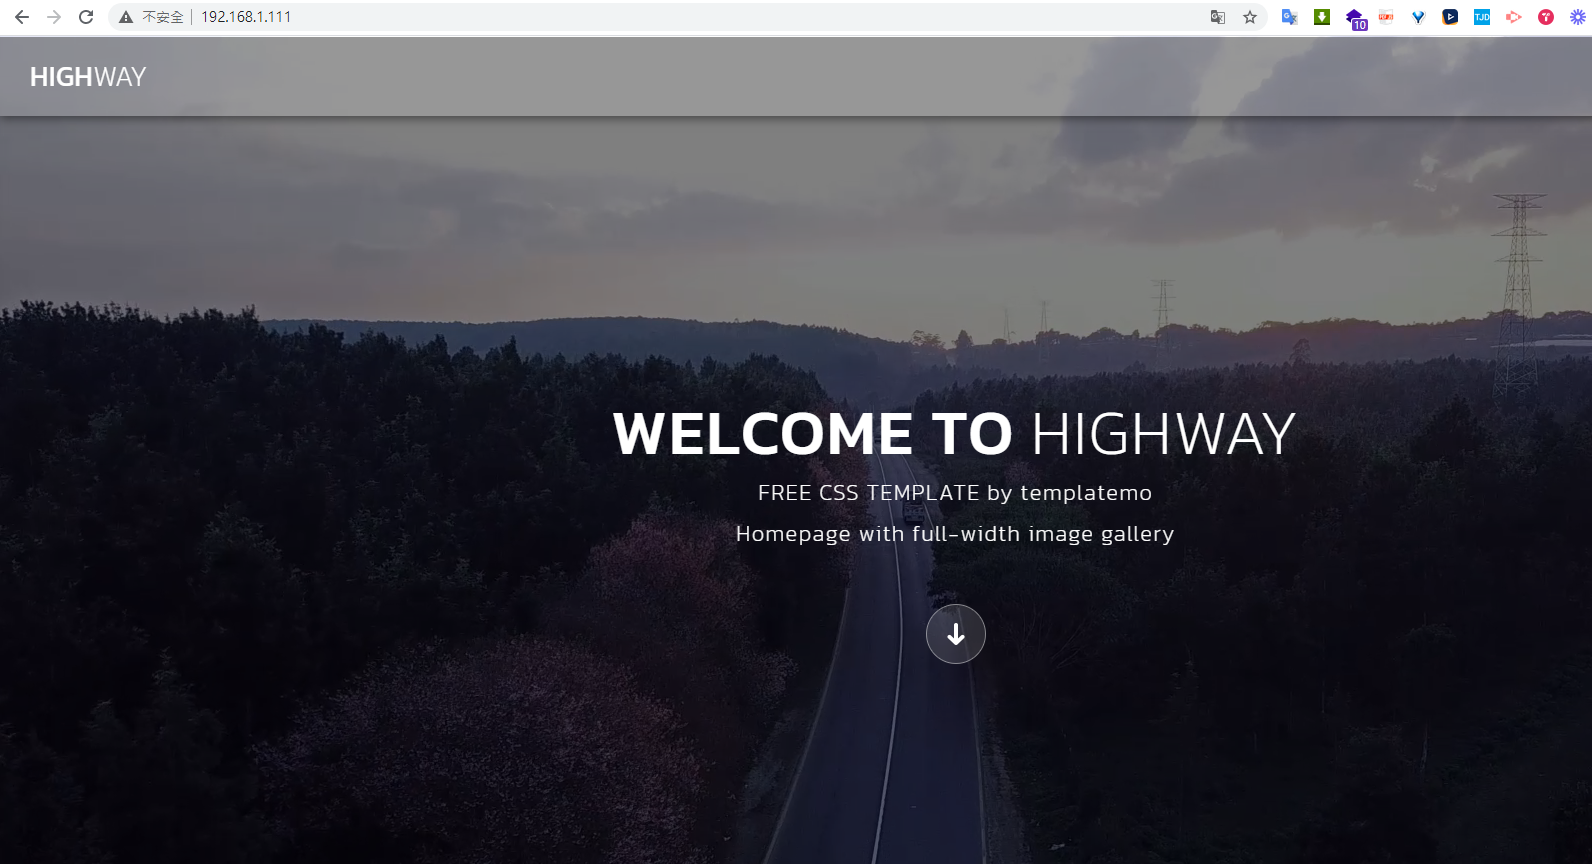 不安全 192.168.1.111
10
PDF
TJD
HIGHWAY
WELCOME TO HIGHWAY
FREE CSS TEMPLATE by templatemo
Homepage with full-width image gallery